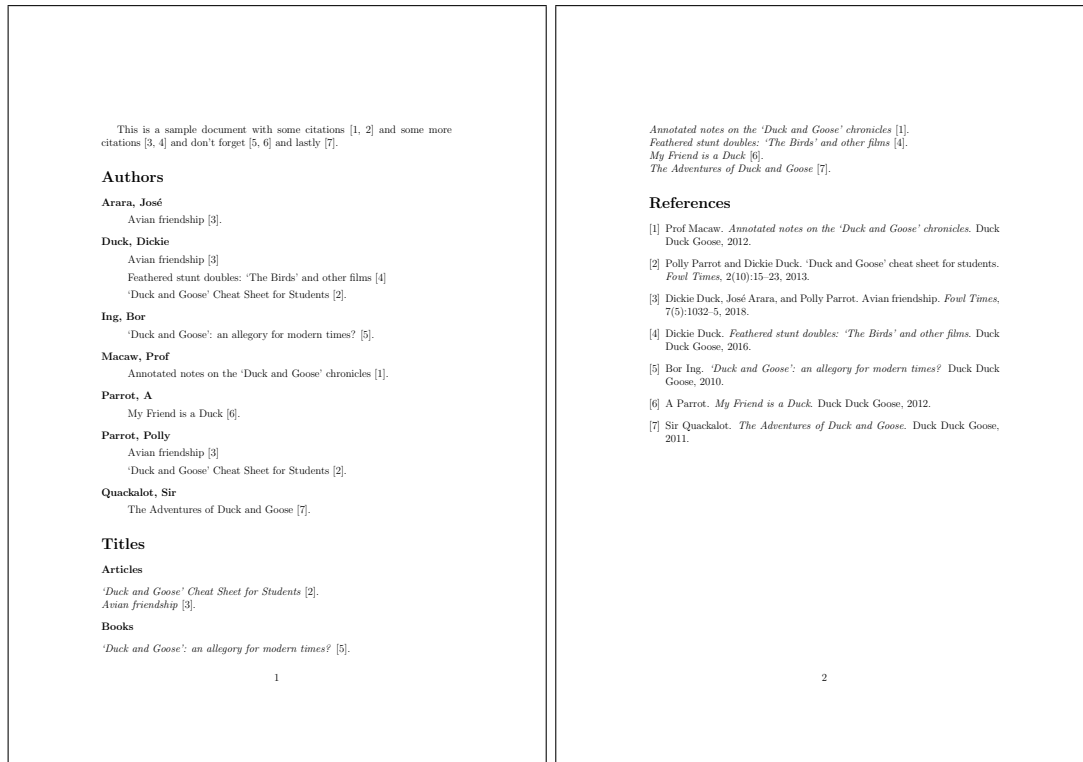 This is a sample document with some citations [1, 2] and some more
citations [3, 4] and don't forget [5, 6] and lastly [7].
Authors
Arara, José
Avian friendship [3].
Duck, Dickie
Avian friendship [3]
Feathered stunt doubles: ‘The Birds’ and other films [4]
‘Duck and Goose’ Cheat Sheet for Students [2].
Ing, Bor
‘Duck and Goose’: an allegory for modern times? [5].
Macaw, Prof
Annotated notes on the ‘Duck and Goose’ chronicles [1].
Parrot, A
My Friend is a Duck [6].
Parrot, Polly
Avian friendship [3]
‘Duck and Goose’ Cheat Sheet for Students [2].
Quackalot, Sir
The Adventures of Duck and Goose [7].
Titles
Articles
‘Duck and Goose’ Cheat Sheet for Students [2].
Avian friendship [3].
Books
‘Duck and Goose’: an allegory for modern times? [5].
1
Annotated notes on the ‘Duck and Goose’ chronicles [1].
Feathered stunt doubles: ‘The Birds’ and other films [4].
My Friend is a Duck [6].
The Adventures of Duck and Goose [7].
References
[1] Prof Macaw. Annotated notes on the ‘Duck and Goose’ chronicles. Duck
Duck Goose, 2012.
[2] Polly Parrot and Dickie Duck. ‘Duck and Goose’ cheat sheet for students.
Fowl Times, 2(10):15–23, 2013.
[3] Dickie Duck, José Arara, and Polly Parrot. Avian friendship. Fowl Times,
7(5):1032–5, 2018.
[4] Dickie Duck. Feathered stunt doubles: ‘The Birds’ and other films. Duck
Duck Goose, 2016.
[5] Bor Ing. ‘Duck and Goose’: an allegory for modern times? Duck Duck
Goose, 2010.
[6] A Parrot. My Friend is a Duck. Duck Duck Goose, 2012.
[7] Sir Quackalot. The Adventures of Duck and Goose. Duck Duck Goose,
2011.
2